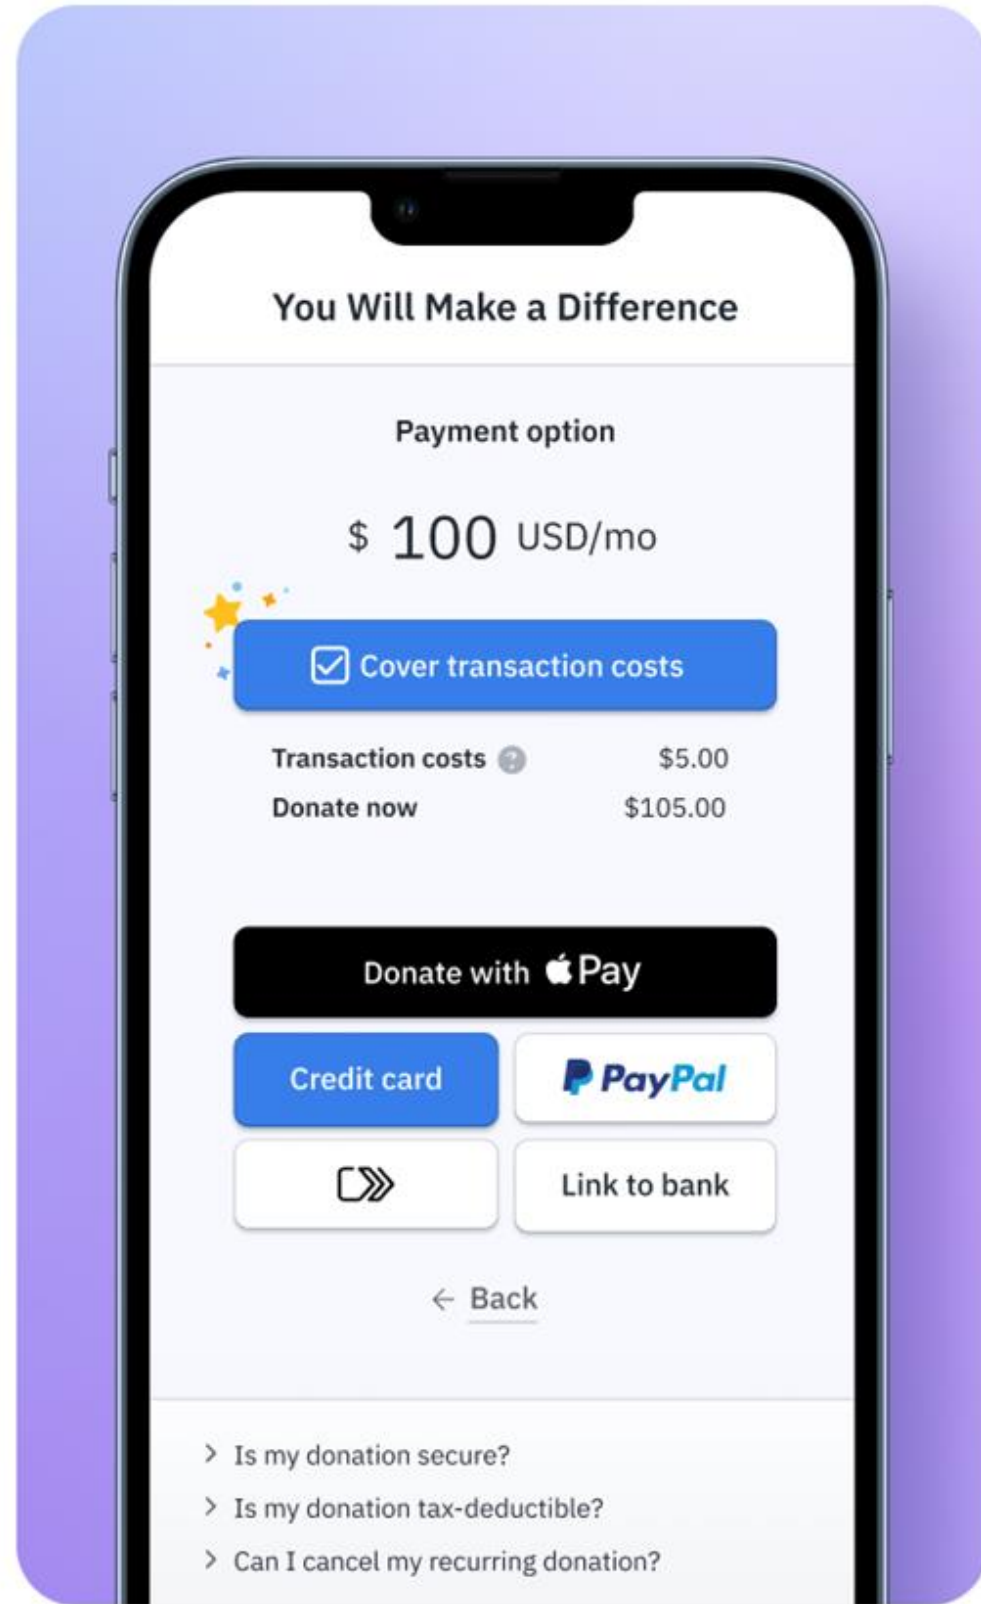 You Will Make a Difference
Payment option
$ 100 USD/mo
Cover transaction costs
Transaction costs ? $5.00
Donate now $105.00
Donate with Pay
Credit card
PayPal
Link to bank
← Back
> Is my donation secure?
> Is my donation tax-deductible?
> Can I cancel my recurring donation?